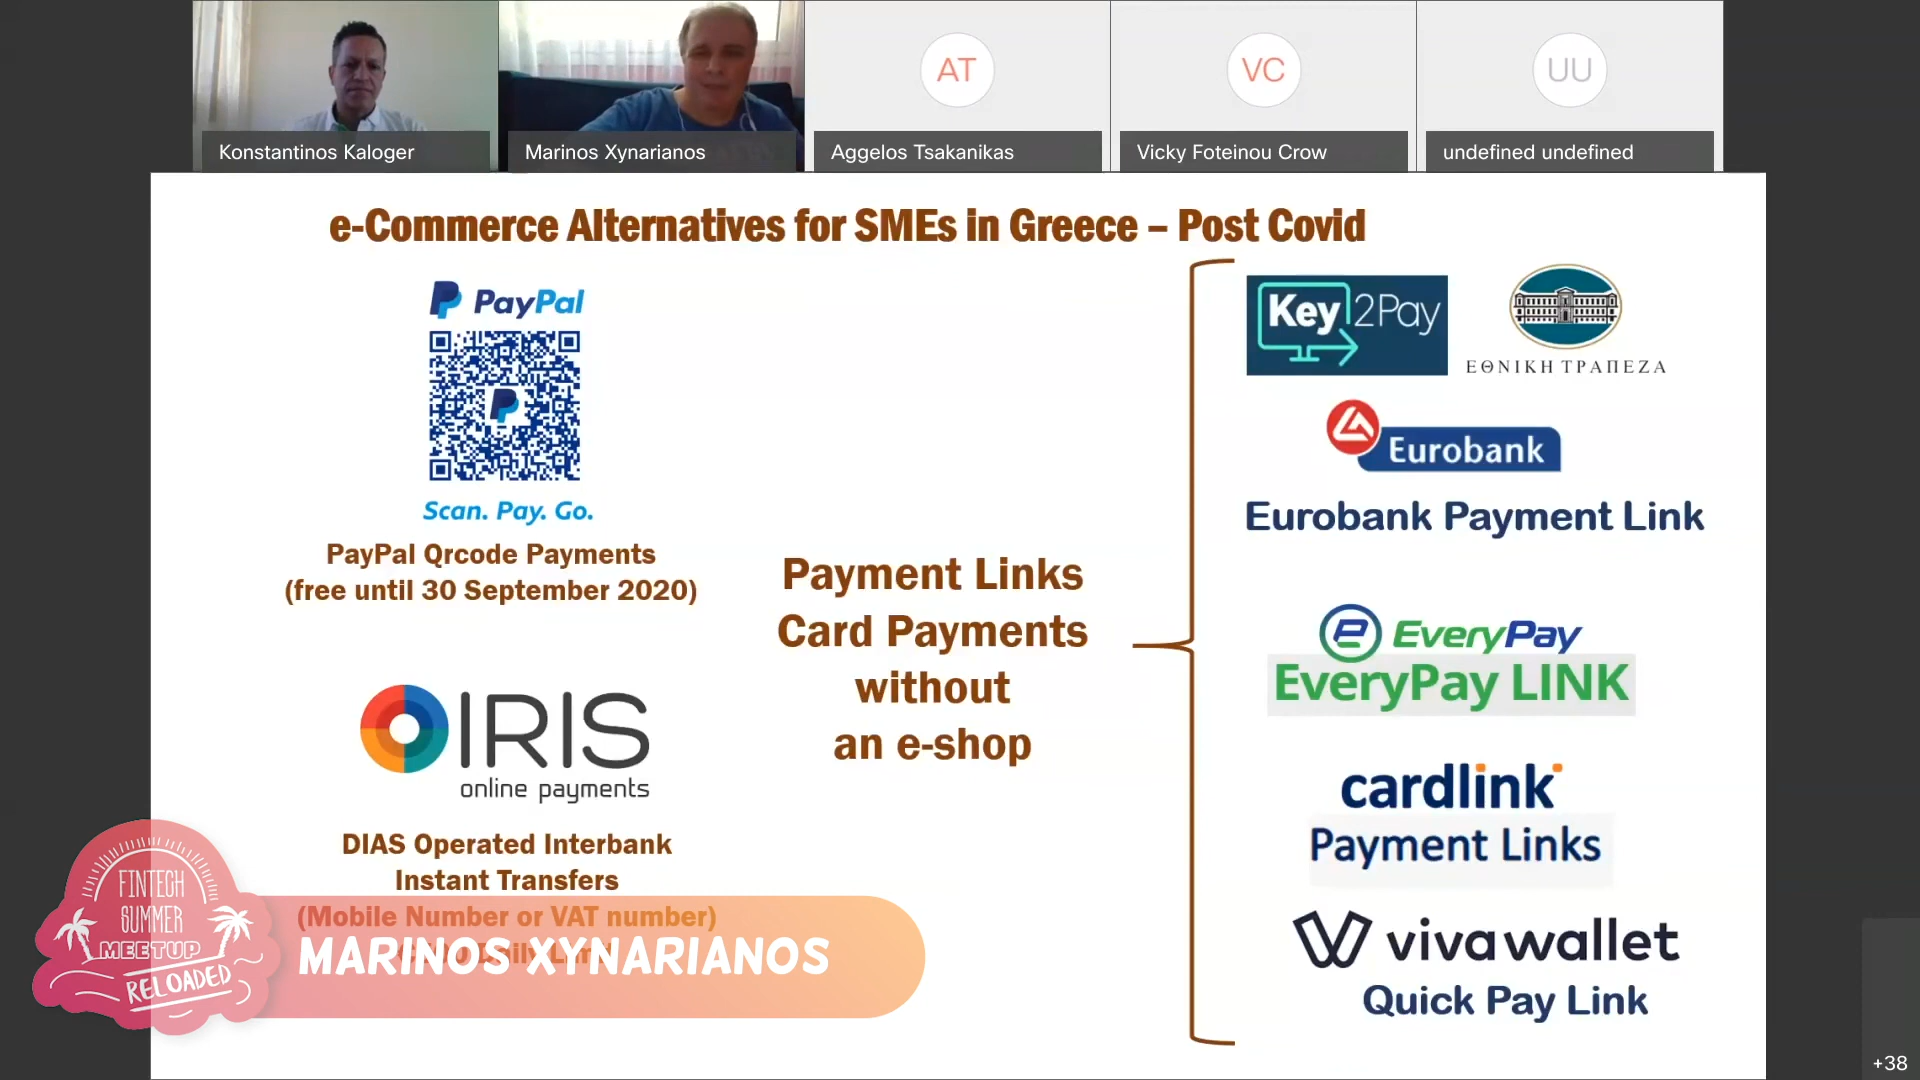 AT
VC
UU
Konstantinos Kaloger
Marinos Xynarianos
Aggelos Tsakanikas
Vicky Foteinou Crow
undefined undefined
e-Commerce Alternatives for SMEs in Greece – Post Covid
PayPal
Scan. Pay. Go.
PayPal Qrcode Payments
(free until 30 September 2020)
IRIS
online payments
DIAS Operated Interbank
Instant Transfers
(Mobile Number or VAT number)
Payment Links
Card Payments
without
an e-shop
Key2Pay
ΕΘΝΙΚΗ ΤΡΑΠΕΖΑ
Eurobank
Eurobank Payment Link
EveryPay
EveryPay LINK
cardlink
Payment Links
viva wallet
Quick Pay Link
FINTECH
SUMMER
MEETUP
RELOADED
MARINOS XYNARIANOS
+38